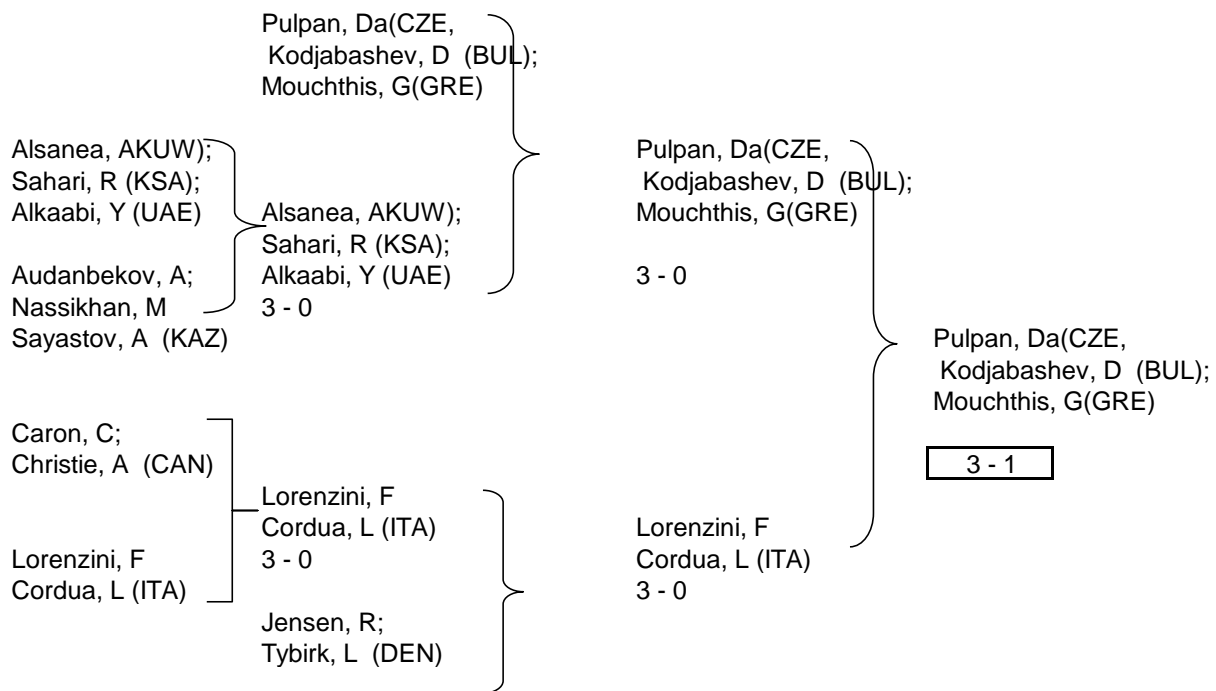 Pulpan, Da(CZE,
Kodjabashev, D (BUL);
Mouchthis, G(GRE)
Alsanea, AKUW);
Sahari, R (KSA);
Alkaabi, Y (UAE)
Audanbekov, A;
Nassikhan, M
Sayastov, A (KAZ)
Alsanea, AKUW);
Sahari, R (KSA);
Alkaabi, Y (UAE)
3 - 0
Pulpan, Da(CZE,
Kodjabashev, D (BUL);
Mouchthis, G(GRE)
3 - 0
Caron, C;
Christie, A (CAN)
Lorenzini, F
Cordua, L (ITA)
Lorenzini, F
Cordua, L (ITA)
3 - 0
Jensen, R;
Tybirk, L (DEN)
Lorenzini, F
Cordua, L (ITA)
3 - 0
Pulpan, Da(CZE,
Kodjabashev, D (BUL);
Mouchthis, G(GRE)
3 - 1